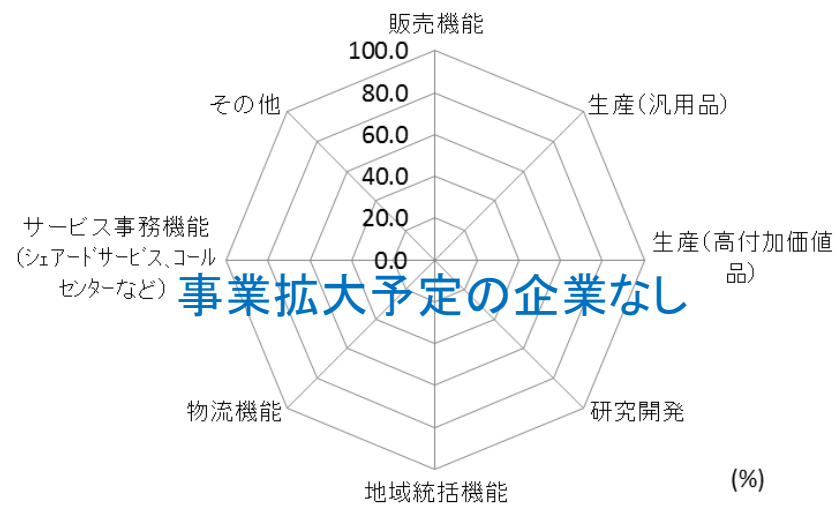 販売機能
100.0
80.0
60.0
40.0
20.0
0.0
その他
生産(汎用品)
サービス事務機能
(シェアードサービス、コール
センターなど)
生産(高付加価値
品)
事業拡大予定の企業なし
物流機能
研究開発
地域統括機能
(%)